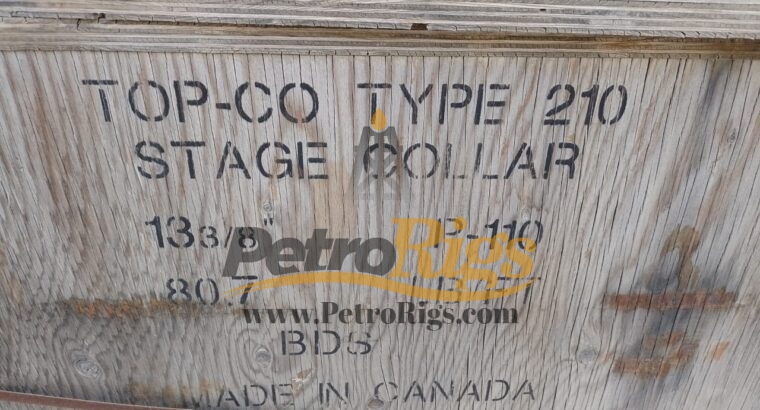 TOP-CO TYPE 210
STAGE COLLAR
13 3/8" P-110
80.7
PetroRigs
www.PetroRigs.com
BDS
MADE IN CANADA